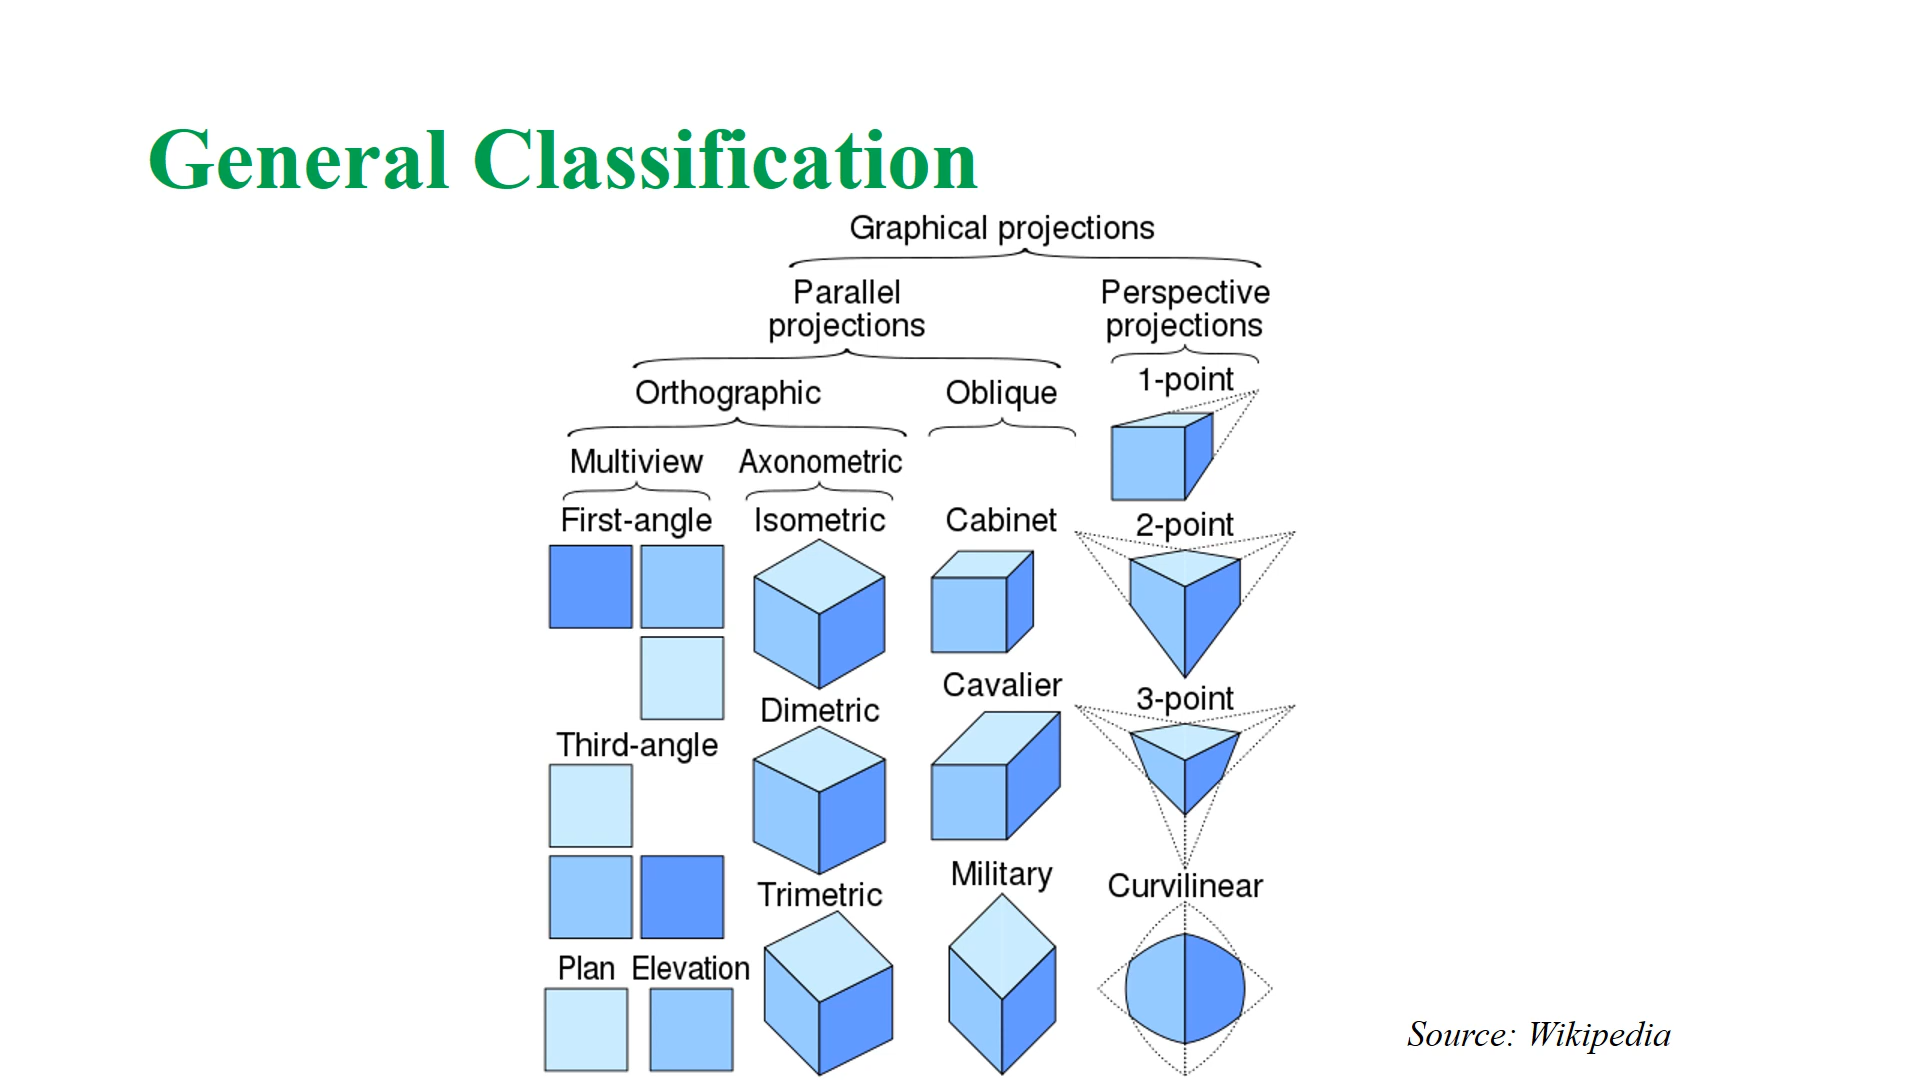 General Classification
Graphical projections
Parallel
projections
Perspective
projections
Orthographic
Oblique
1-point
Multiview
Axonometric
First-angle
Isometric
Cabinet
2-point
Cavalier
3-point
Dimetric
Third-angle
Military
Curvilinear
Trimetric
Plan
Elevation
Source: Wikipedia